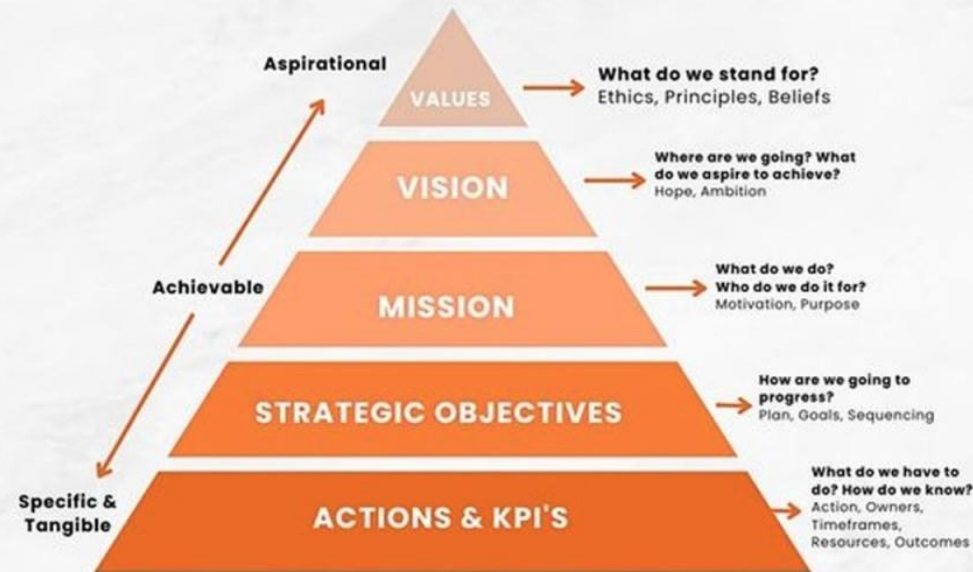 Aspirational
VALUES
What do we stand for?
Ethics, Principles, Beliefs
VISION
Where are we going? What
do we aspire to achieve?
Hope, Ambition
Achievable
MISSION
What do we do?
Who do we do it for?
Motivation, Purpose
STRATEGIC OBJECTIVES
How are we going to
progress?
Plan, Goals, Sequencing
Specific &
Tangible
ACTIONS & KPI'S
What do we have to
do? How do we know?
Action, Owners,
Timeframes,
Resources, Outcomes